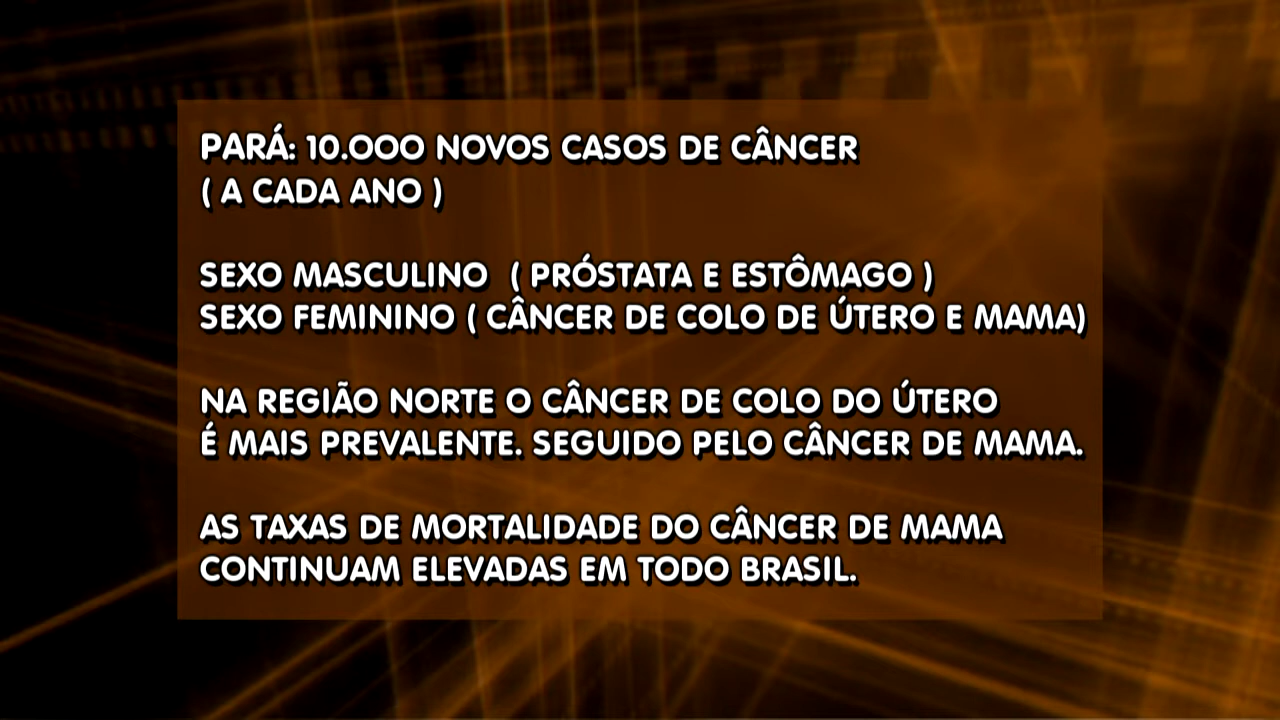 PARÁ: 10.000 NOVOS CASOS DE CÂNCER
( A CADA ANO )
SEXO MASCULINO ( PRÓSTATA E ESTÔMAGO )
SEXO FEMININO ( CÂNCER DE COLO DE ÚTERO E MAMA)
NA REGIÃO NORTE O CÂNCER DE COLO DO ÚTERO
É MAIS PREVALENTE. SEGUIDO PELO CÂNCER DE MAMA.
AS TAXAS DE MORTALIDADE DO CÂNCER DE MAMA
CONTINUAM ELEVADAS EM TODO BRASIL.